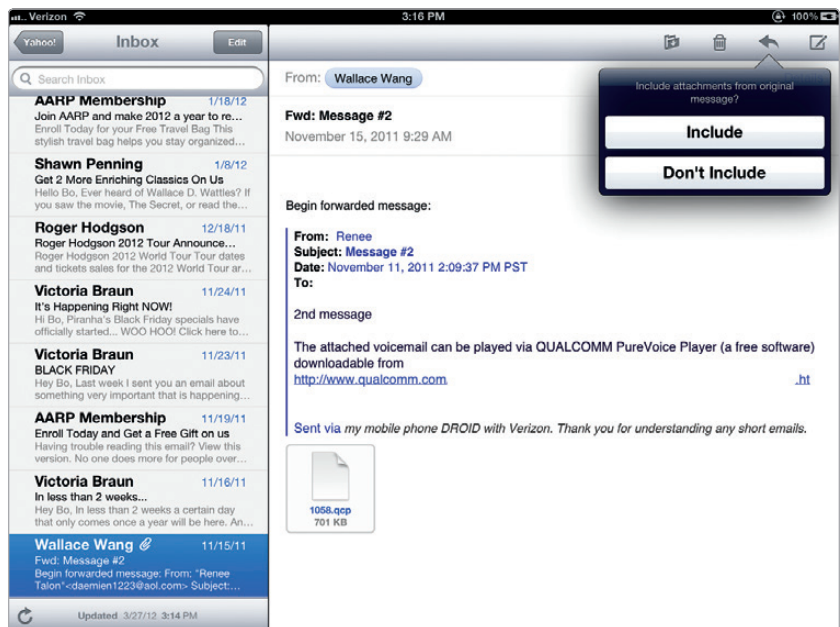 Verizon 3:16 PM 100%
Yahoo! Inbox Edit
Search Inbox
AARP Membership 1/18/12
Join AARP and make 2012 a year to re...
Enroll Today for your Free Travel Bag This
stylish travel bag helps you stay organized...
Shawn Penning 1/8/12
Get 2 More Enriching Classics On Us
Hello Bo, Ever heard of Wallace D. Wattles? If
you saw the movie, The Secret, or read the...
Roger Hodgson 12/18/11
Roger Hodgson 2012 Tour Announce...
Roger Hodgson 2012 World Tour Tour dates
and tickets sales for the 2012 World Tour ar...
Victoria Braun 11/24/11
It's Happening Right NOW!
Hi Bo, Piranha's Black Friday specials have
officially started... WOO HOO! Click here to...
Victoria Braun 11/23/11
BLACK FRIDAY
Hey Bo, Last week I sent you an email about
something very important that is happening...
AARP Membership 11/19/11
Enroll Today and Get a Free Gift on us
Having trouble reading this email? View this
version. No one does more for people over...
Victoria Braun 11/16/11
In less than 2 weeks...
Hey Bo, In less than 2 weeks a certain day
that only comes once a year will be here. An...
Wallace Wang 11/15/11
Fwd: Message #2
Begin forwarded message: From: "Renee
Talon"<daemien1223@aol.com> Subject:...
Updated 3/27/12 3:14 PM
From: Wallace Wang
Fwd: Message #2
November 15, 2011 9:29 AM
Include attachments from original
message?
Include
Don't Include
Begin forwarded message:
From: Renee
Subject: Message #2
Date: November 11, 2011 2:09:37 PM PST
To:
2nd message
The attached voicemail can be played via QUALCOMM PureVoice Player (a free software)
downloadable from
http://www.qualcomm.com .ht
Sent via my mobile phone DROID with Verizon. Thank you for understanding any short emails.
1058.qcp
701 KB